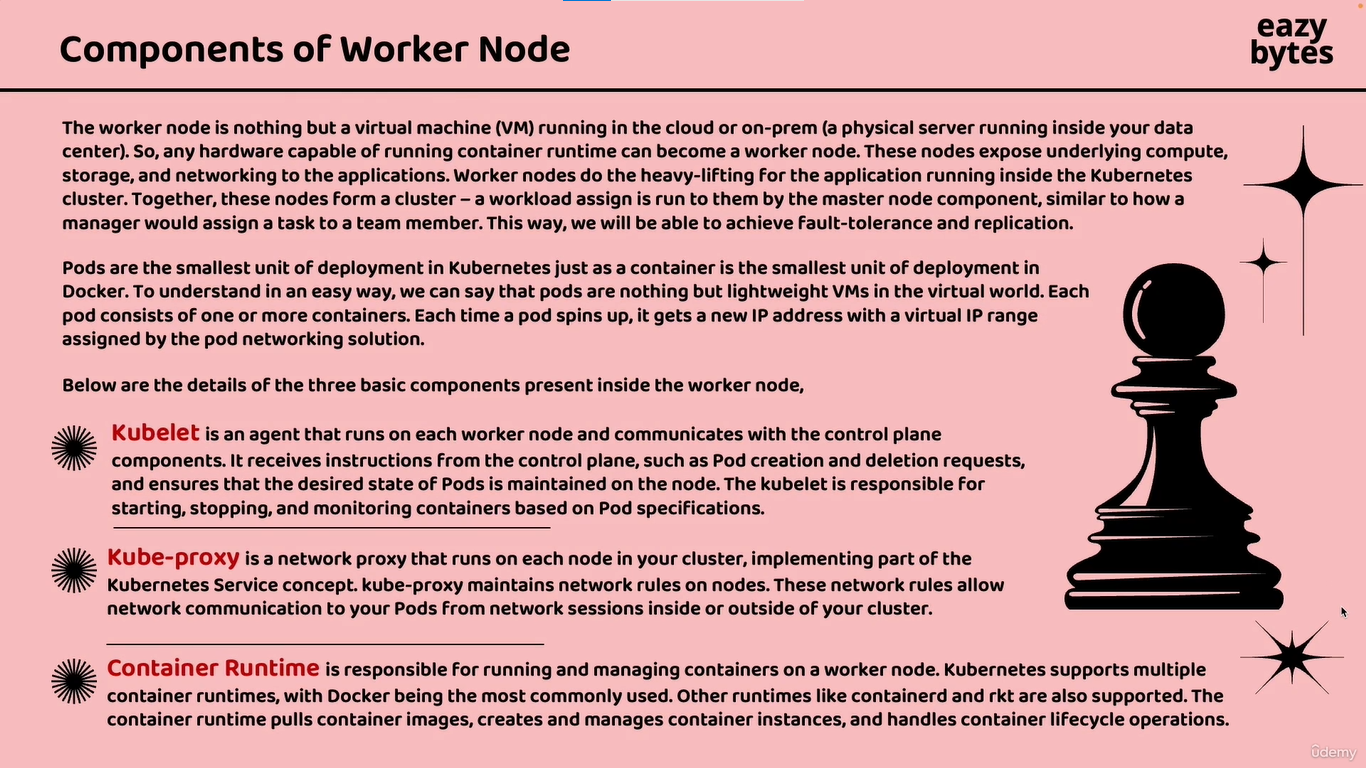 Components of Worker Node
eazy
bytes
The worker node is nothing but a virtual machine (VM) running in the cloud or on-prem (a physical server running inside your data
center). So, any hardware capable of running container runtime can become a worker node. These nodes expose underlying compute,
storage, and networking to the applications. Worker nodes do the heavy-lifting for the application running inside the Kubernetes
cluster. Together, these nodes form a cluster – a workload assign is run to them by the master node component, similar to how a
manager would assign a task to a team member. This way, we will be able to achieve fault-tolerance and replication.
Pods are the smallest unit of deployment in Kubernetes just as a container is the smallest unit of deployment in
Docker. To understand in an easy way, we can say that pods are nothing but lightweight VMs in the virtual world. Each
pod consists of one or more containers. Each time a pod spins up, it gets a new IP address with a virtual IP range
assigned by the pod networking solution.
Below are the details of the three basic components present inside the worker node,
Kubelet is an agent that runs on each worker node and communicates with the control plane
components. It receives instructions from the control plane, such as Pod creation and deletion requests,
and ensures that the desired state of Pods is maintained on the node. The kubelet is responsible for
starting, stopping, and monitoring containers based on Pod specifications.
Kube-proxy is a network proxy that runs on each node in your cluster, implementing part of the
Kubernetes Service concept. kube-proxy maintains network rules on nodes. These network rules allow
network communication to your Pods from network sessions inside or outside of your cluster.
Container Runtime is responsible for running and managing containers on a worker node. Kubernetes supports multiple
container runtimes, with Docker being the most commonly used. Other runtimes like containerd and rkt are also supported. The
container runtime pulls container images, creates and manages container instances, and handles container lifecycle operations.
ûdemy